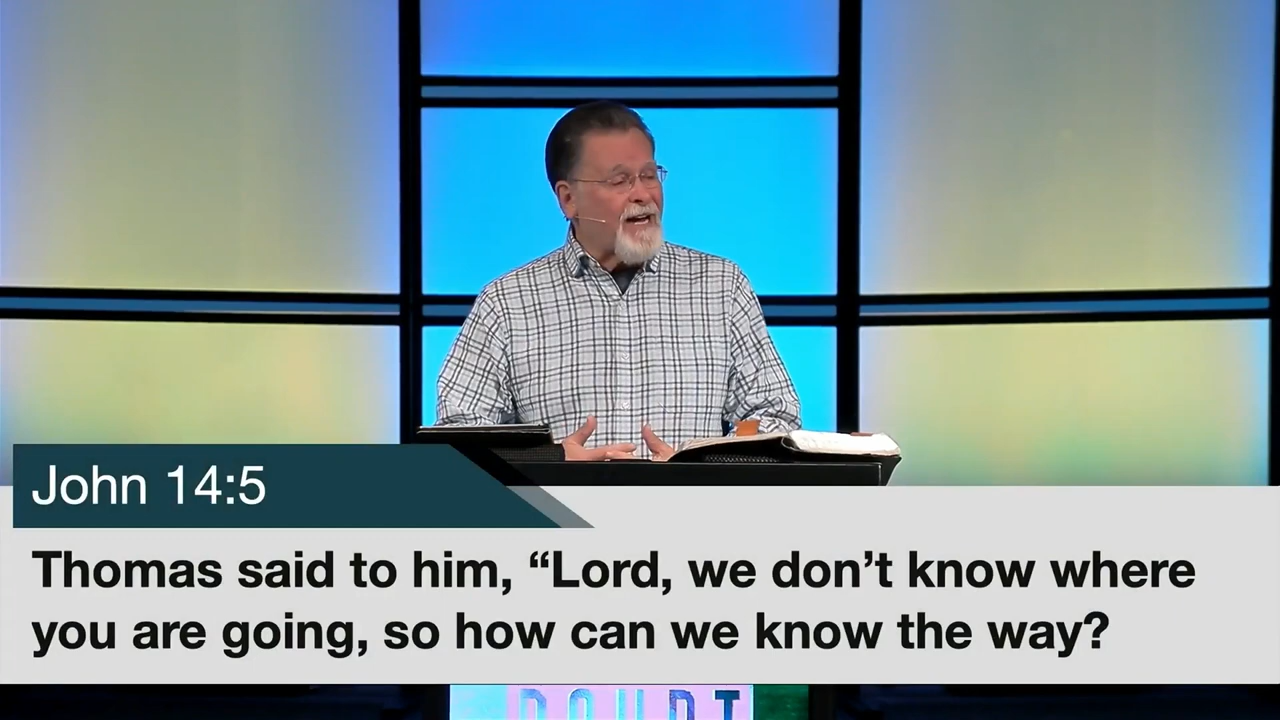 John 14:5
Thomas said to him, “Lord, we don’t know where
you are going, so how can we know the way?
DOUBT